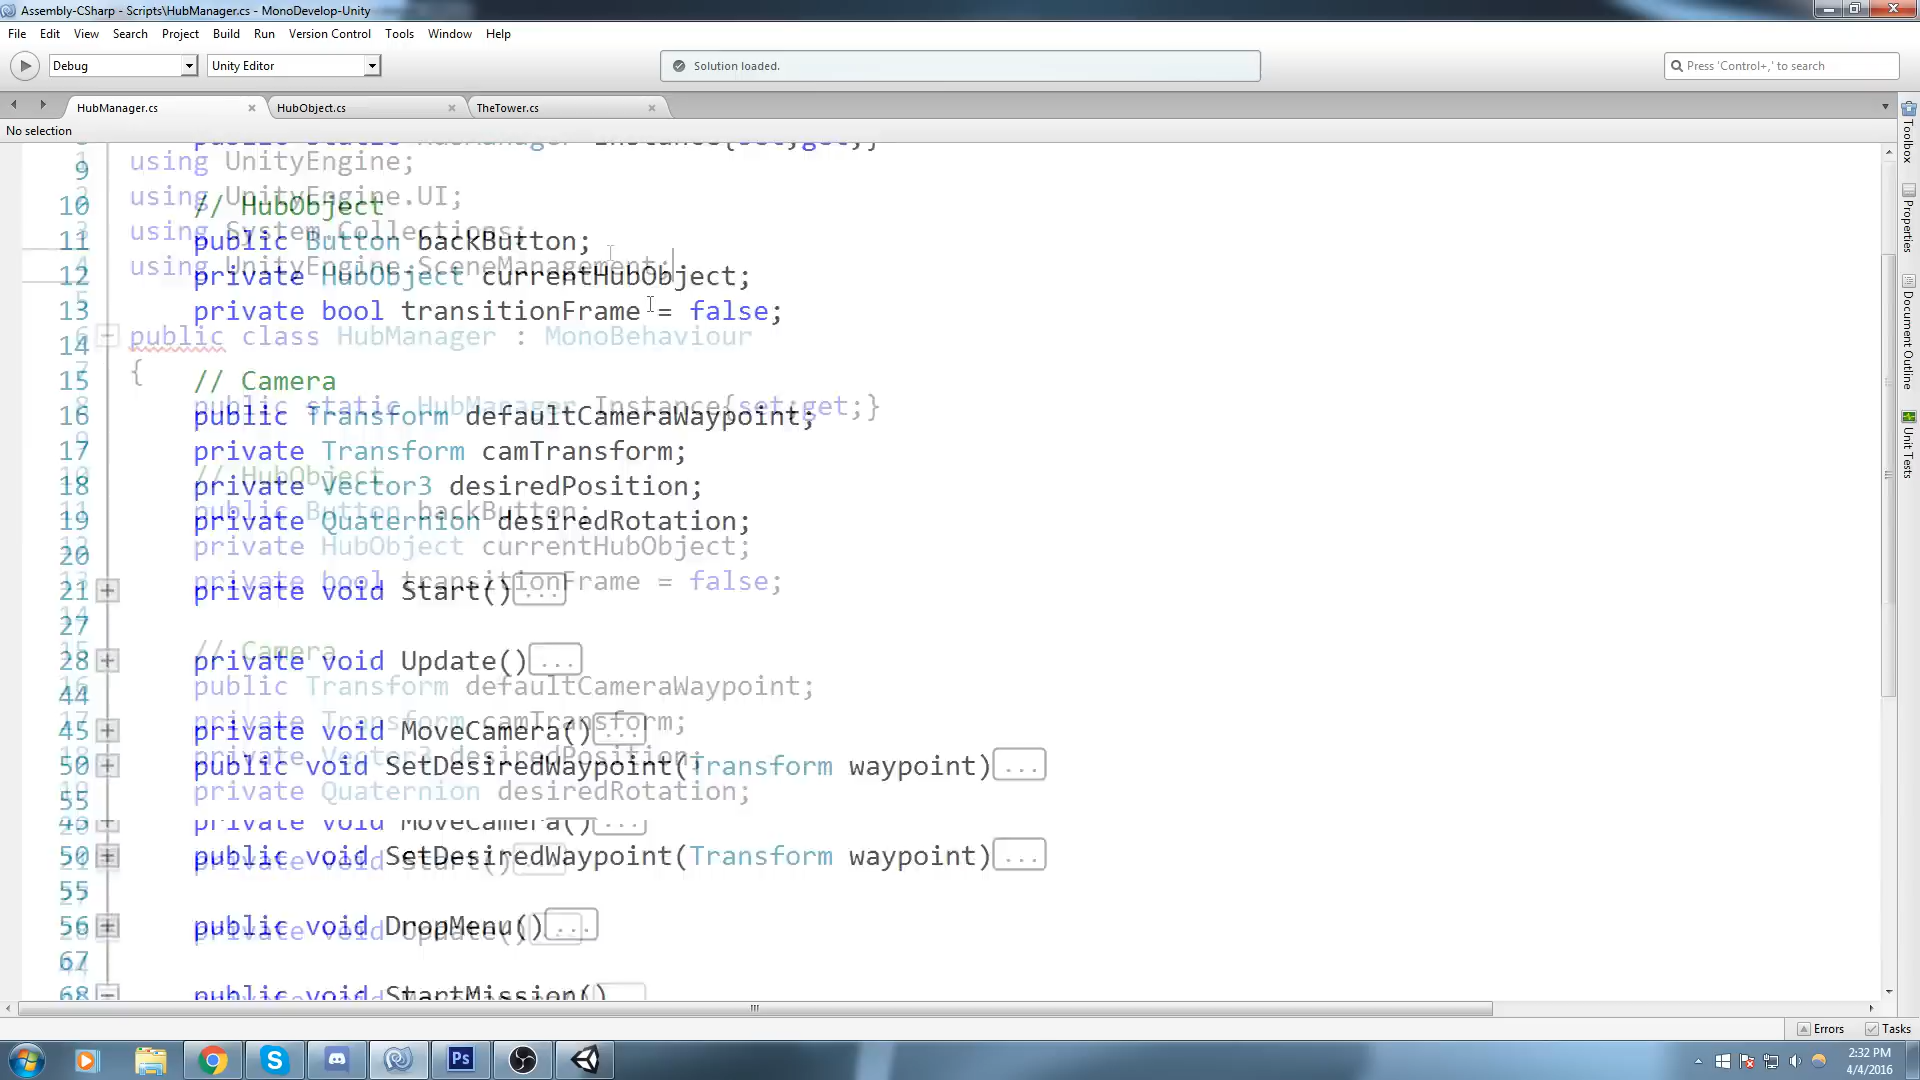 Assembly-CSharp - Scripts\HubManager.cs - MonoDevelop-Unity
File Edit View Search Project Build Run Version Control Tools Window Help
Debug Unity Editor Solution loaded. Press 'Control+,' to search
HubManager.cs HubObject.cs TheTower.cs
No selection
9
using UnityEngine;
using UnityEngine.UI;
10 // HubObject
using System.Collections;
11 public Button backButton;
using UnityEngine.SceneManagement;
12 private HubObject currentHubObject;
13 private bool transitionFrame = false;
14
public class HubManager : MonoBehaviour
{
15 // Camera
public static HubManager Instance{set;get;}
16 public Transform defaultCameraWaypoint;
17 private Transform camTransform;
// HubObject
18 private Vector3 desiredPosition;
public Button backButton;
19 private Quaternion desiredRotation;
private HubObject currentHubObject;
20
private bool transitionFrame = false;
21 private void Start() ...
27
// Camera
28 private void Update() ...
public Transform defaultCameraWaypoint;
44
private Transform camTransform;
45 private void MoveCamera() ...
private Vector3 desiredPosition;
50 public void SetDesiredWaypoint(Transform waypoint) ...
private Quaternion desiredRotation;
55
45 private void MoveCamera() ...
50 public void SetDesiredWaypoint(Transform waypoint) ...
private void Start()
55
56 public void DropMenu() ...
private void Update()
67
68 public void StartMission()
Errors Tasks
Toolbox
Properties
Document Outline
Unit Tests
2:32 PM
4/4/2016